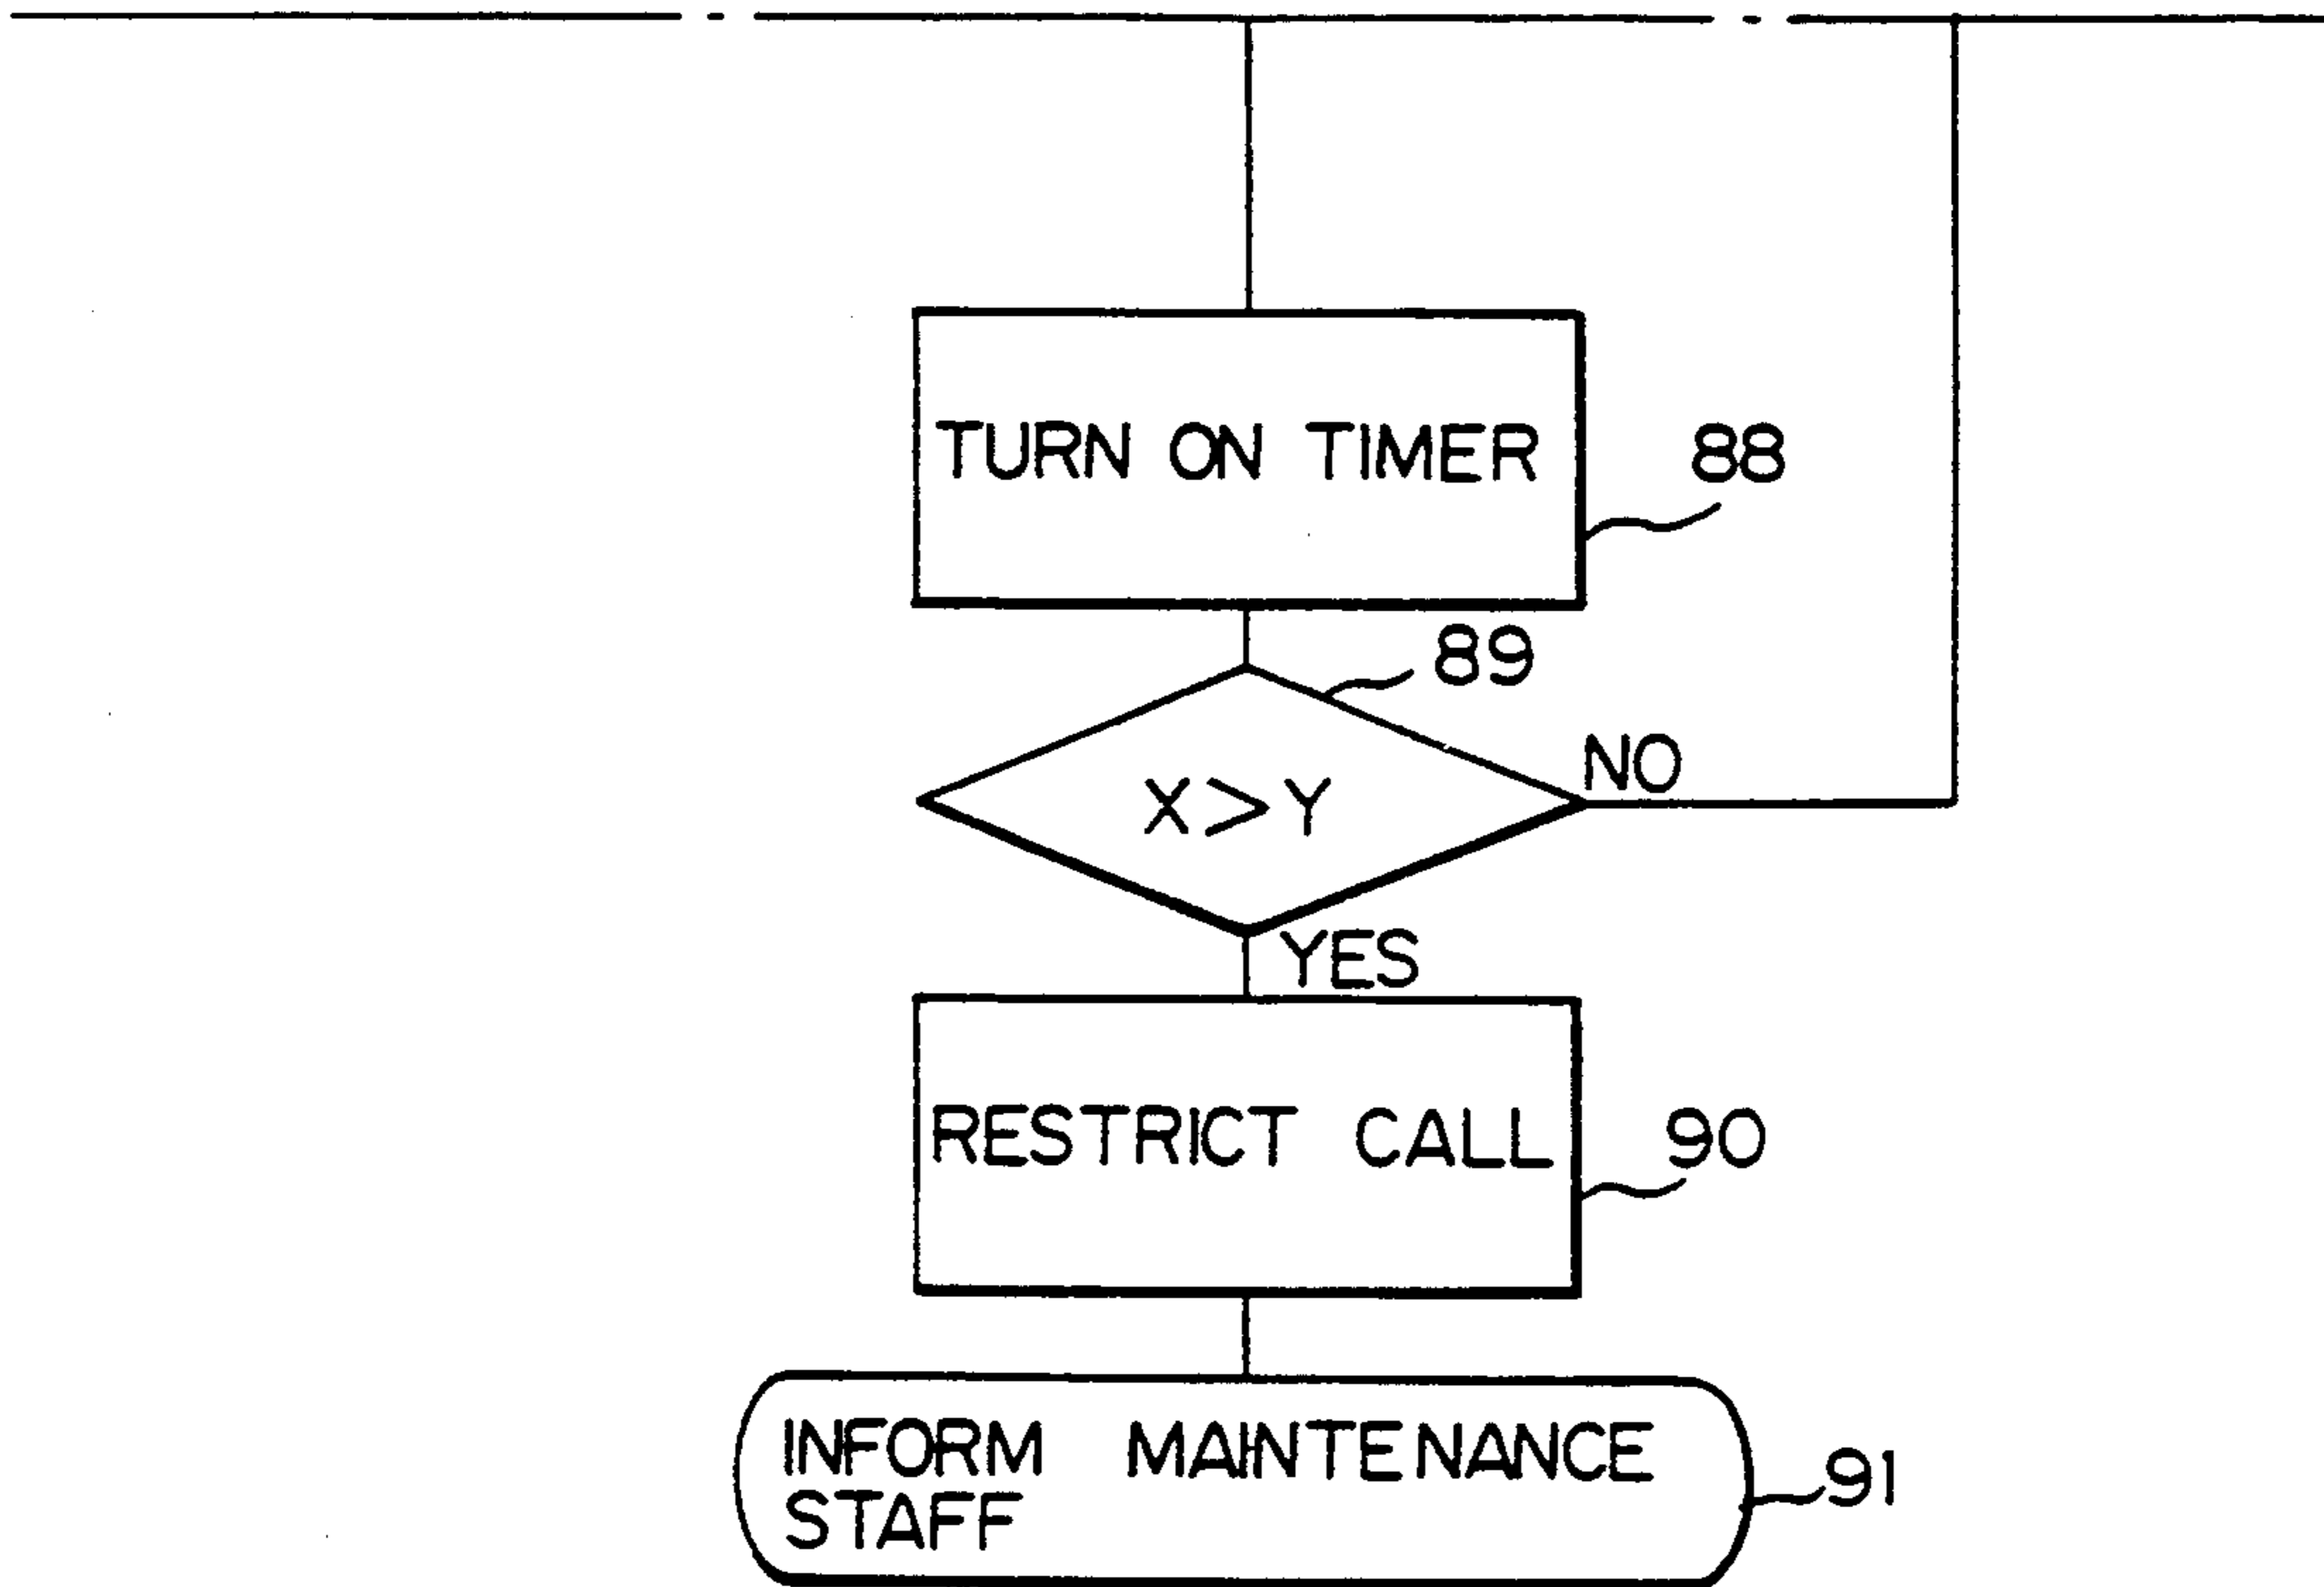 TURN ON TIMER
88
89
NO
X>Y
YES
RESTRICT CALL
90
INFORM MAINTENANCE
STAFF
91